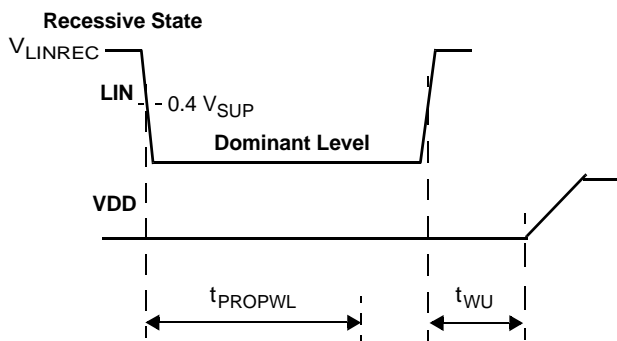 Recessive State
VLINREC
LIN
0.4 VSUP
Dominant Level
VDD
tPROPWL
tWU